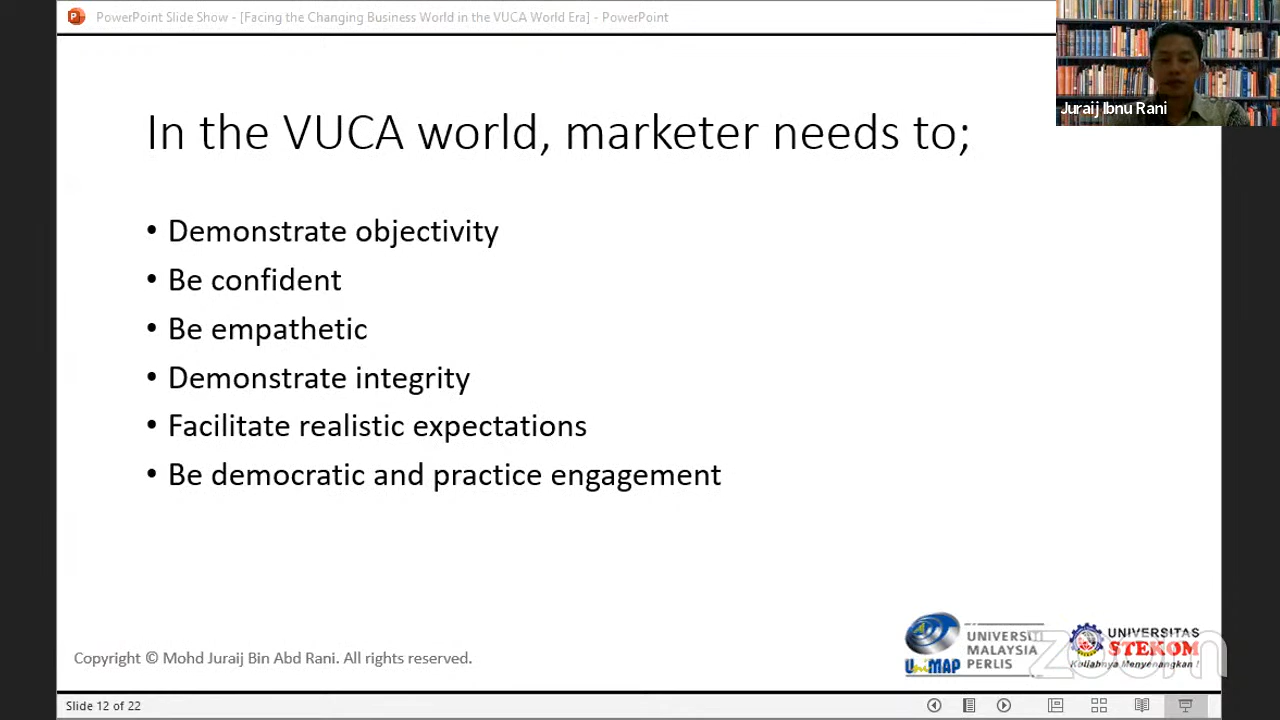 PowerPoint Slide Show - [Facing the Changing Business World in the VUCA World Era] - PowerPoint
Juraij Ibnu Rani
In the VUCA world, marketer needs to;
• Demonstrate objectivity
• Be confident
• Be empathetic
• Demonstrate integrity
• Facilitate realistic expectations
• Be democratic and practice engagement
Copyright © Mohd Juraij Bin Abd Rani. All rights reserved.
UniMAP
UNIVERSITI
MALAYSIA
PERLIS
UNIVERSITAS
STEKOM
Kuliahnya Menyenangkan !
zoom
Slide 12 of 22